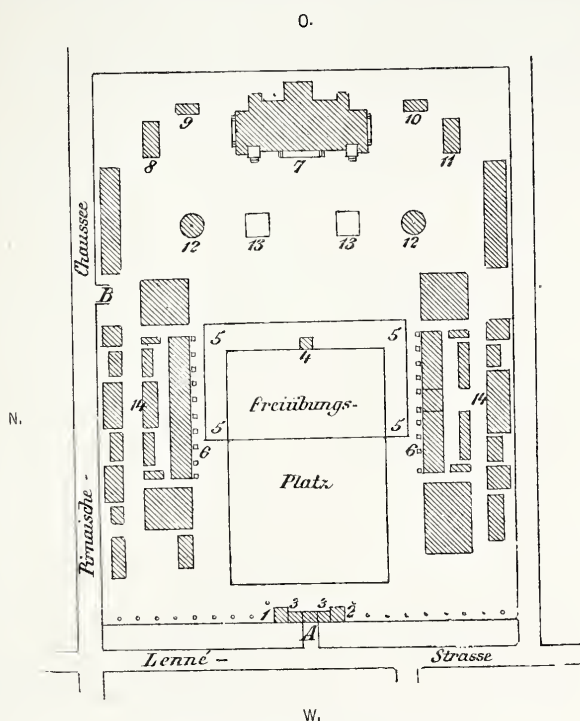 O.
9
10
8
7
11
12
13
13
12
Chaussee
B
5
4
5
Freiübungs-
14
14
N.
5
5
6
6
Platz
Pirnaische -
1
3
3
2
A
Lenné -
Strasse
W.